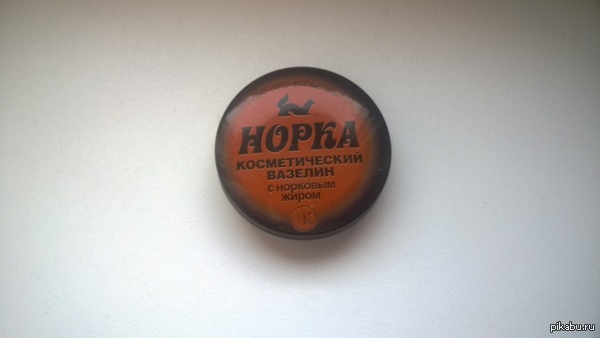 НОРКА
КОСМЕТИЧЕСКИЙ
ВАЗЕЛИН
с норковым
жиром
K
pikabu.ru